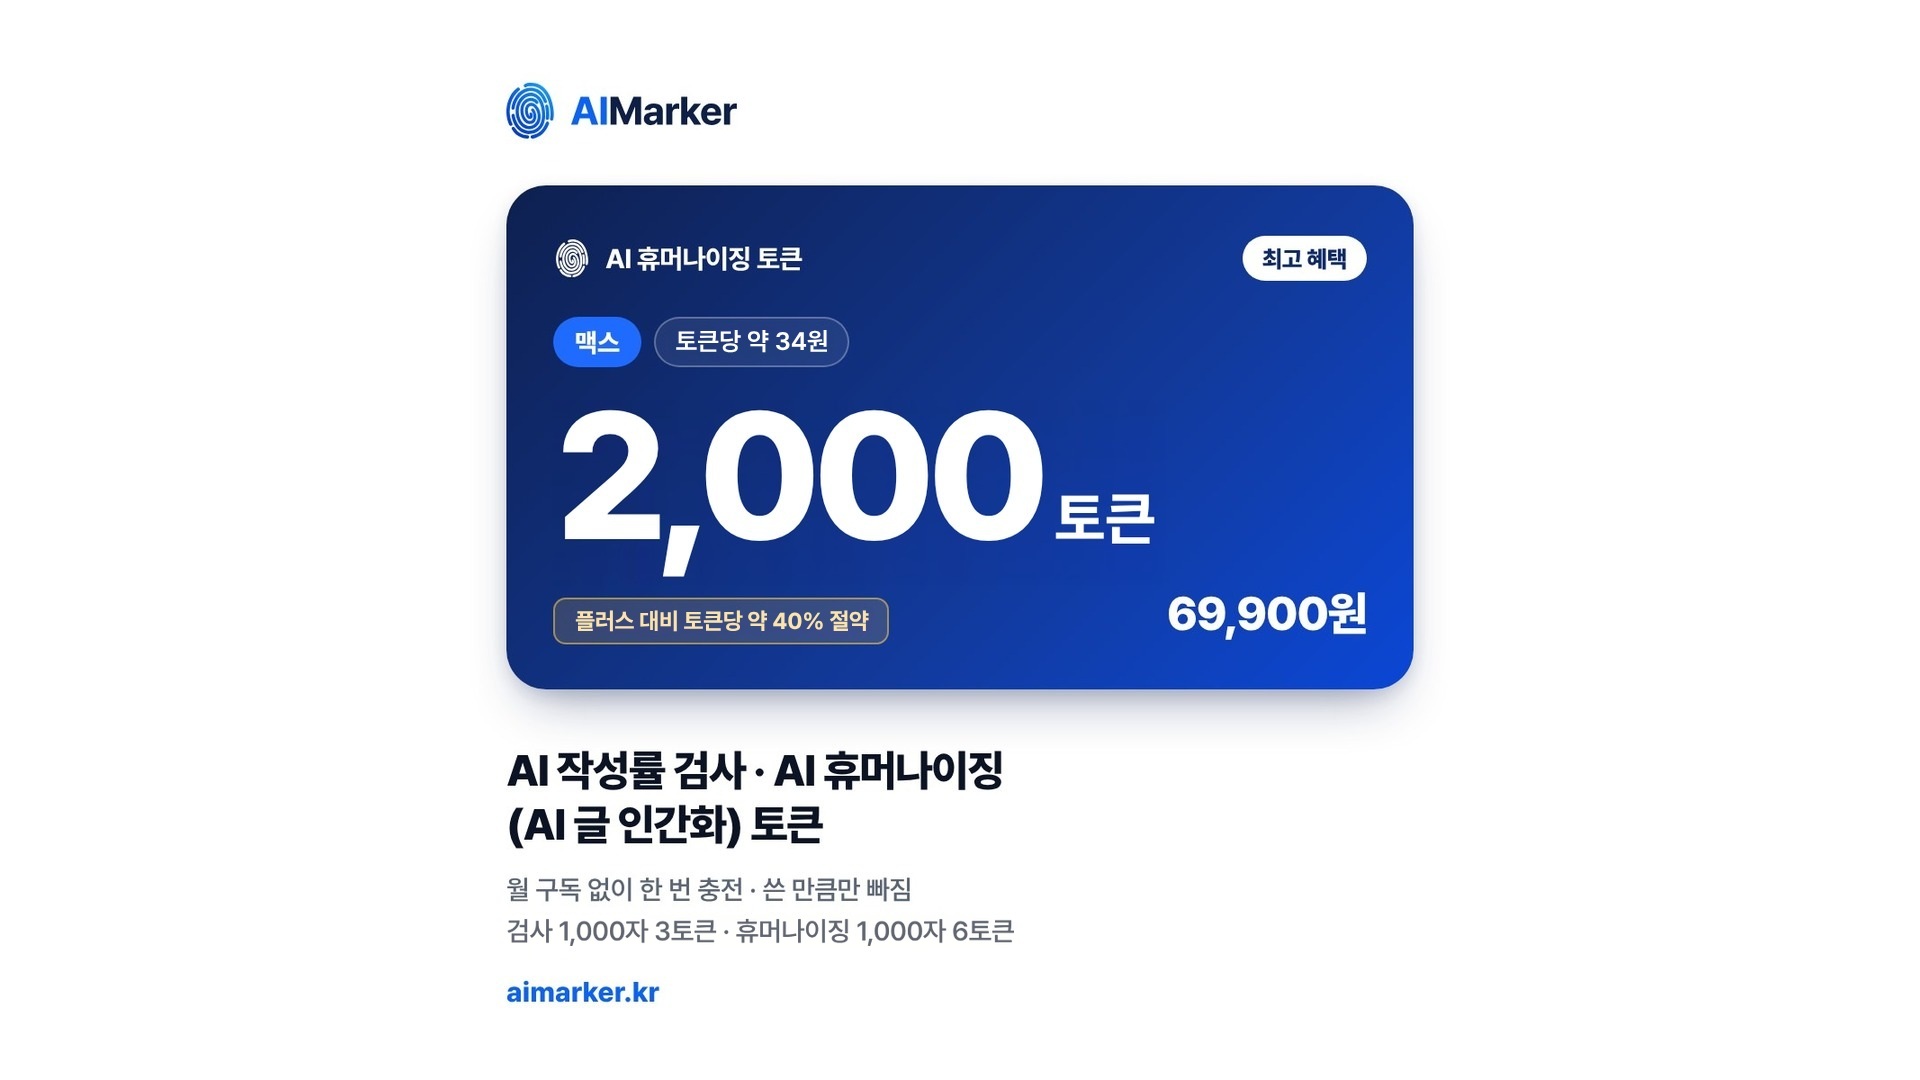 AIMarker
AI 휴머나이징 토큰
최고 혜택
맥스
토큰당 약 34원
2,000 토큰
플러스 대비 토큰당 약 40% 절약
69,900원
AI 작성률 검사 · AI 휴머나이징
(AI 글 인간화) 토큰
월 구독 없이 한 번 충전 · 쓴 만큼만 빠짐
검사 1,000자 3토큰 · 휴머나이징 1,000자 6토큰
aimarker.kr